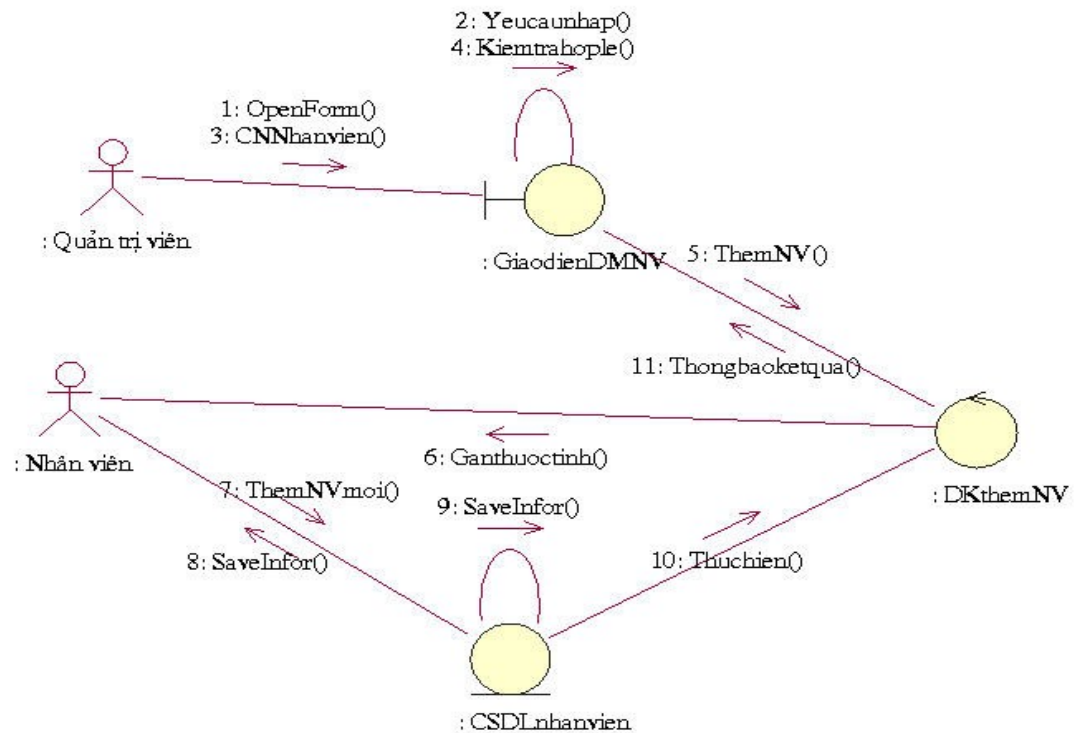 2: Yeucaunhap()
4: Kiemtrahople()
1: OpenForm()
3: CNNhanvien()
: Quản trị viên
: GiaodienDMNV
5: ThemNV()
11: Thongbaoketqua()
6: Ganthuoctinh()
: Nhân viên
: DKthemNV
7: ThemNVmoi()
9: SaveInfor()
8: SaveInfor()
10: Thuchien()
: CSDLnhanvien